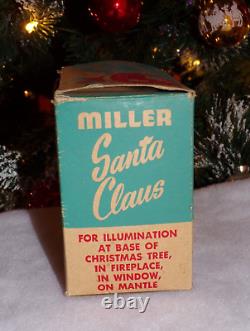 MILLER
Santa
Claus
FOR ILLUMINATION
AT BASE OF
CHRISTMAS TREE,
IN FIREPLACE,
IN WINDOW,
ON MANTLE